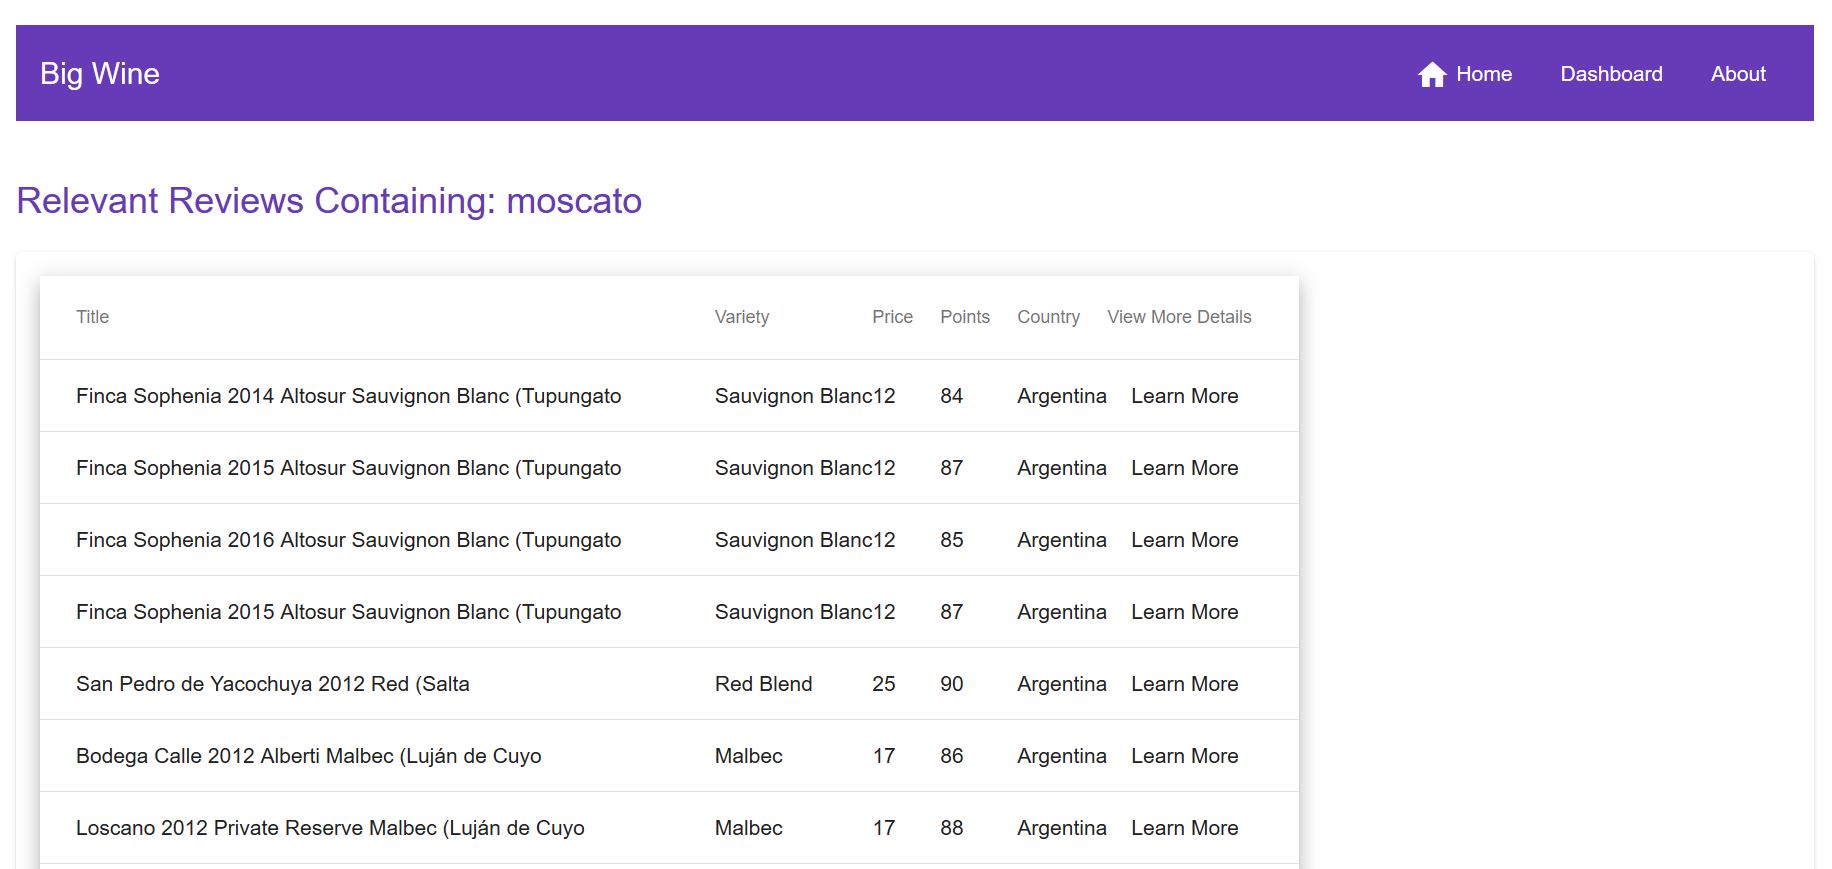 Big Wine
Home Dashboard About
Relevant Reviews Containing: moscato
Title Variety Price Points Country View More Details
Finca Sophenia 2014 Altosur Sauvignon Blanc (Tupungato Sauvignon Blanc 12 84 Argentina Learn More
Finca Sophenia 2015 Altosur Sauvignon Blanc (Tupungato Sauvignon Blanc 12 87 Argentina Learn More
Finca Sophenia 2016 Altosur Sauvignon Blanc (Tupungato Sauvignon Blanc 12 85 Argentina Learn More
Finca Sophenia 2015 Altosur Sauvignon Blanc (Tupungato Sauvignon Blanc 12 87 Argentina Learn More
San Pedro de Yacochuya 2012 Red (Salta Red Blend 25 90 Argentina Learn More
Bodega Calle 2012 Alberti Malbec (Luján de Cuyo Malbec 17 86 Argentina Learn More
Loscano 2012 Private Reserve Malbec (Luján de Cuyo Malbec 17 88 Argentina Learn More